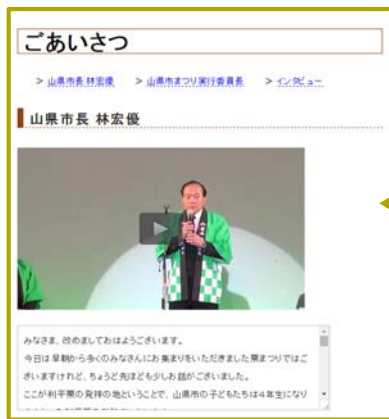 ごあいさつ
> 山県市長 林宏優 > 山県市まつり実行委員長 > インタビュー
山県市長 林宏優
みなさま、改めましておはようございます。
今日は早朝から多くのみなさんにお集まりをいただきました栗まつりではご
ざいますけれど、ちょうど先ほども少しお話がございました。
ここが利平栗の発祥の地ということで、山県市の子どもたちは4年生になり